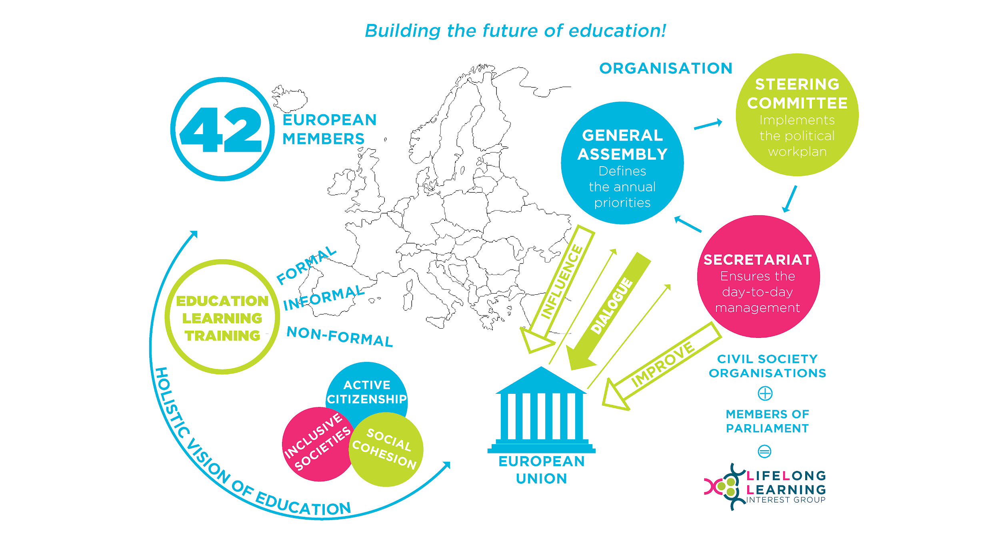 Building the future of education!
42
EUROPEAN
MEMBERS
ORGANISATION
STEERING
COMMITTEE
Implements
the political
workplan
GENERAL
ASSEMBLY
Defines
the annual
priorities
SECRETARIAT
Ensures the
day-to-day
management
INFLUENCE
DIALOGUE
IMPROVE
EDUCATION
LEARNING
TRAINING
FORMAL
INFORMAL
NON-FORMAL
HOLISTIC VISION OF EDUCATION
ACTIVE
CITIZENSHIP
INCLUSIVE
SOCIETIES
SOCIAL
COHESION
EUROPEAN
UNION
CIVIL SOCIETY
ORGANISATIONS
+
MEMBERS OF
PARLIAMENT
=
LIFELONG
LEARNING
INTEREST GROUP